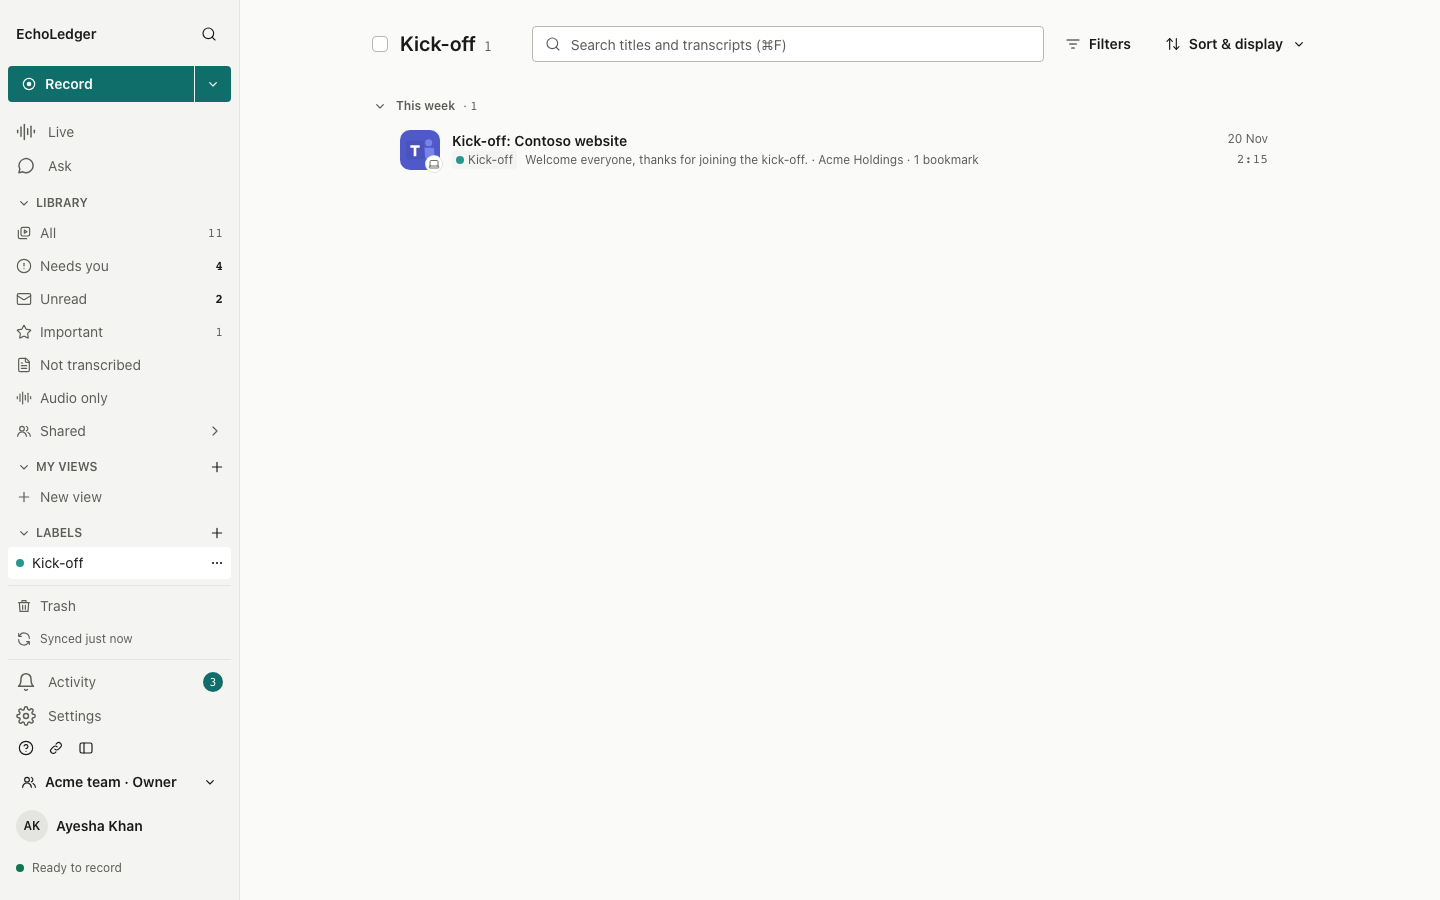 EchoLedger
Record
Live
Ask
LIBRARY
All 11
Needs you 4
Unread 2
Important 1
Not transcribed
Audio only
Shared
MY VIEWS
New view
LABELS
Kick-off
Trash
Synced just now
Activity 3
Settings
Acme team · Owner
AK Ayesha Khan
Ready to record
Kick-off 1
Search titles and transcripts (⌘F)
Filters
Sort & display
This week · 1
T
Kick-off: Contoso website
20 Nov
Kick-off Welcome everyone, thanks for joining the kick-off. · Acme Holdings · 1 bookmark
2:15